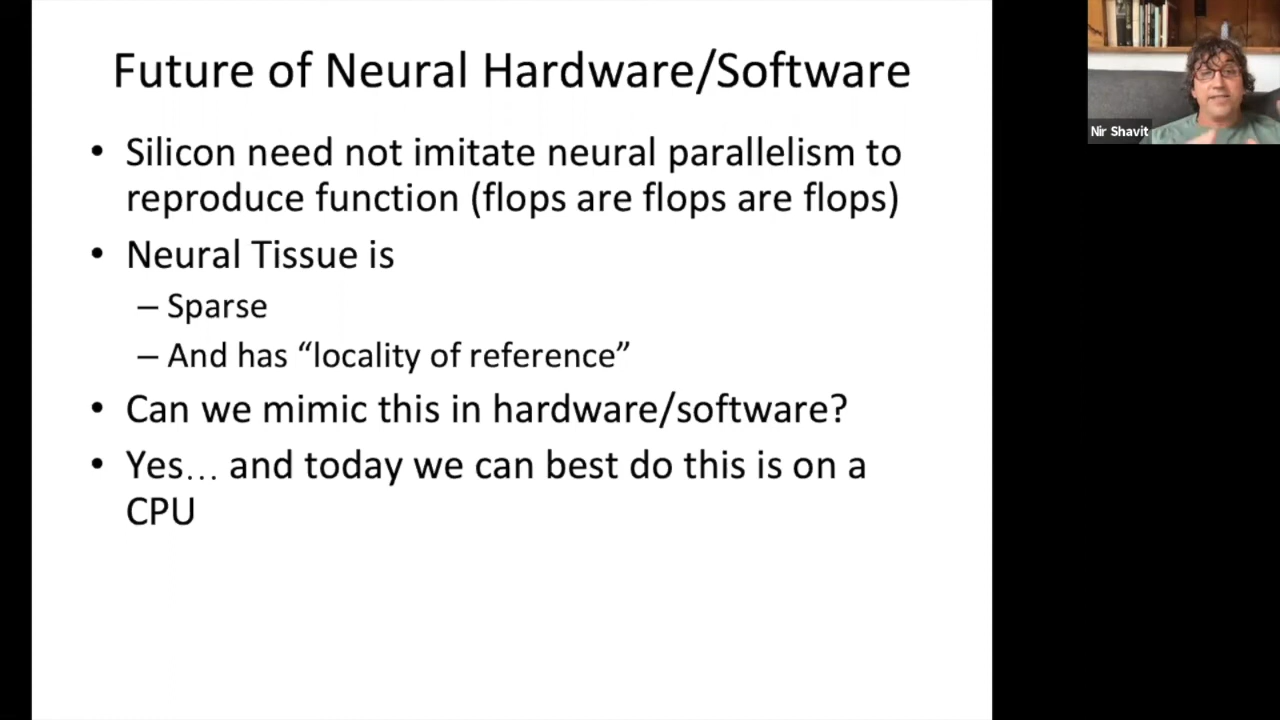 Future of Neural Hardware/Software
• Silicon need not imitate neural parallelism to
reproduce function (flops are flops are flops)
• Neural Tissue is
– Sparse
– And has “locality of reference”
• Can we mimic this in hardware/software?
• Yes… and today we can best do this is on a
CPU
Nir Shavit